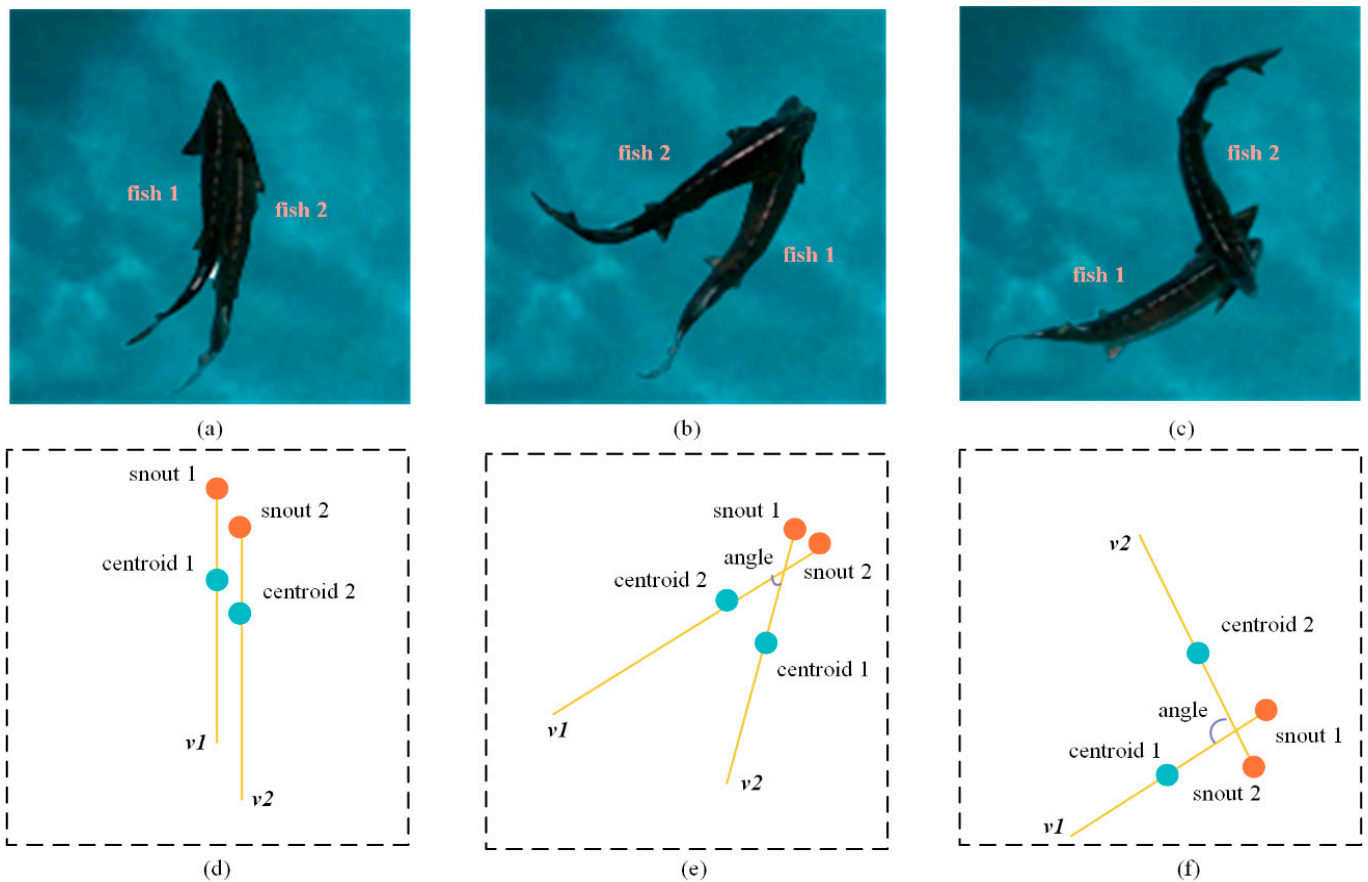 fish 1
fish 2
fish 2
fish 1
fish 2
fish 1
(a)
(b)
(c)
snout 1
snout 2
centroid 1
centroid 2
v1
v2
snout 1
angle
snout 2
centroid 2
centroid 1
v1
v2
v2
centroid 2
angle
snout 1
centroid 1
snout 2
v1
(d)
(e)
(f)